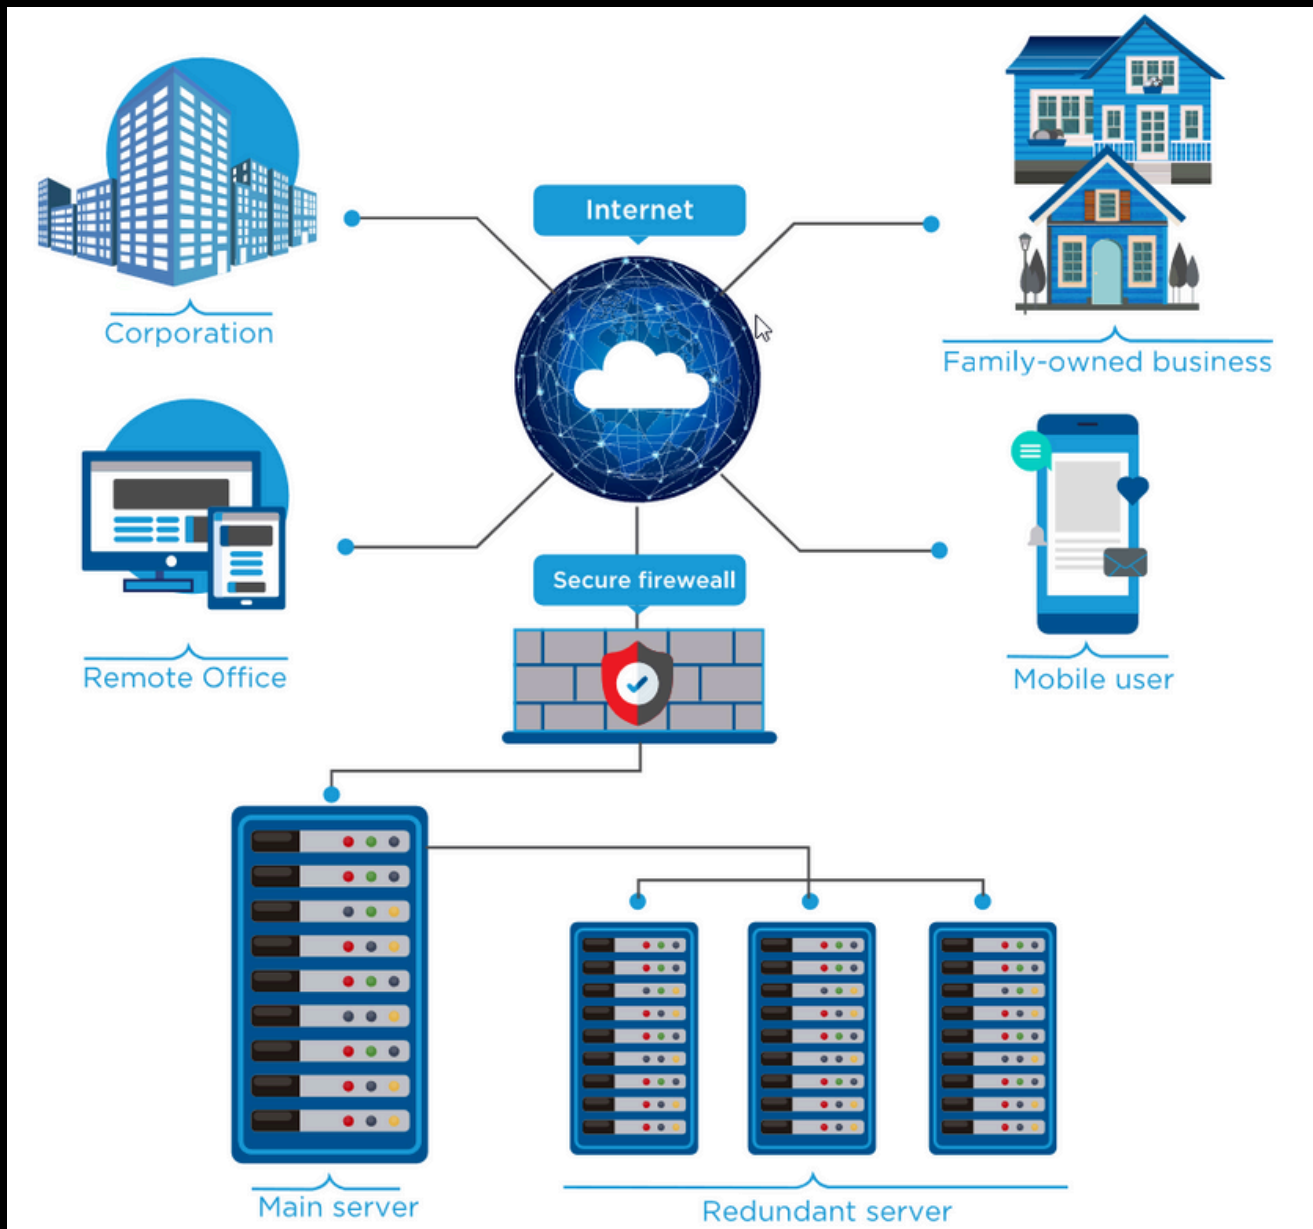 Internet
Corporation
Family-owned business
Secure fireweall
Remote Office
Mobile user
Main server
Redundant server